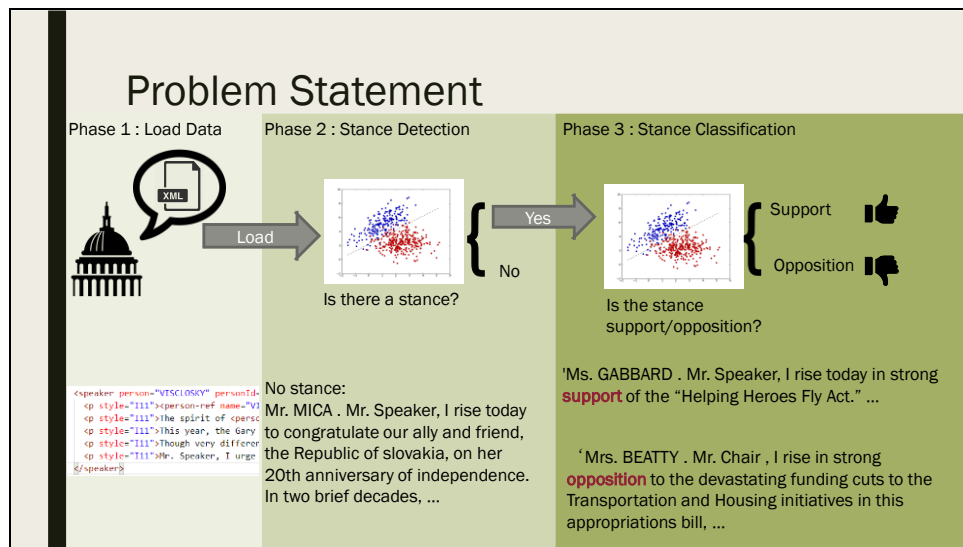 Problem Statement
Phase 1 : Load Data
XML
Load
<speaker person="VISCLOSKY" personId=
<p style="I11"><person-ref name="VI
<p style="I11">The spirit of <perso
<p style="I11">This year, the Gary
<p style="I11">Though very differen
<p style="I11">Mr. Speaker, I urge
</speaker>
Phase 2 : Stance Detection
Yes
No
Is there a stance?
No stance:
Mr. MICA . Mr. Speaker, I rise today
to congratulate our ally and friend,
the Republic of slovakia, on her
20th anniversary of independence.
In two brief decades, ...
Phase 3 : Stance Classification
Support
Opposition
Is the stance
support/opposition?
'Ms. GABBARD . Mr. Speaker, I rise today in strong
support of the “Helping Heroes Fly Act.” ...
‘Mrs. BEATTY . Mr. Chair , I rise in strong
opposition to the devastating funding cuts to the
Transportation and Housing initiatives in this
appropriations bill, ...